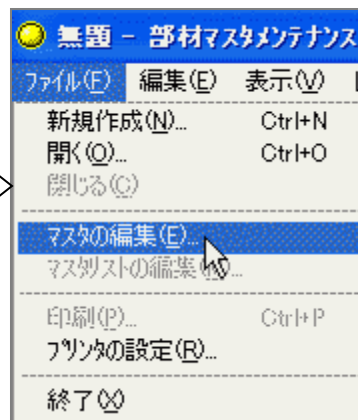 無題 - 部材マスタメンテナンス
ファイル(F) 編集(E) 表示(V)
新規作成(N)... Ctrl+N
開く(O)... Ctrl+O
閉じる(C)
マスタの編集(E)...
マスタリストの編集
印刷(P)... Ctrl+P
プリンタの設定(R)...
終了(X)